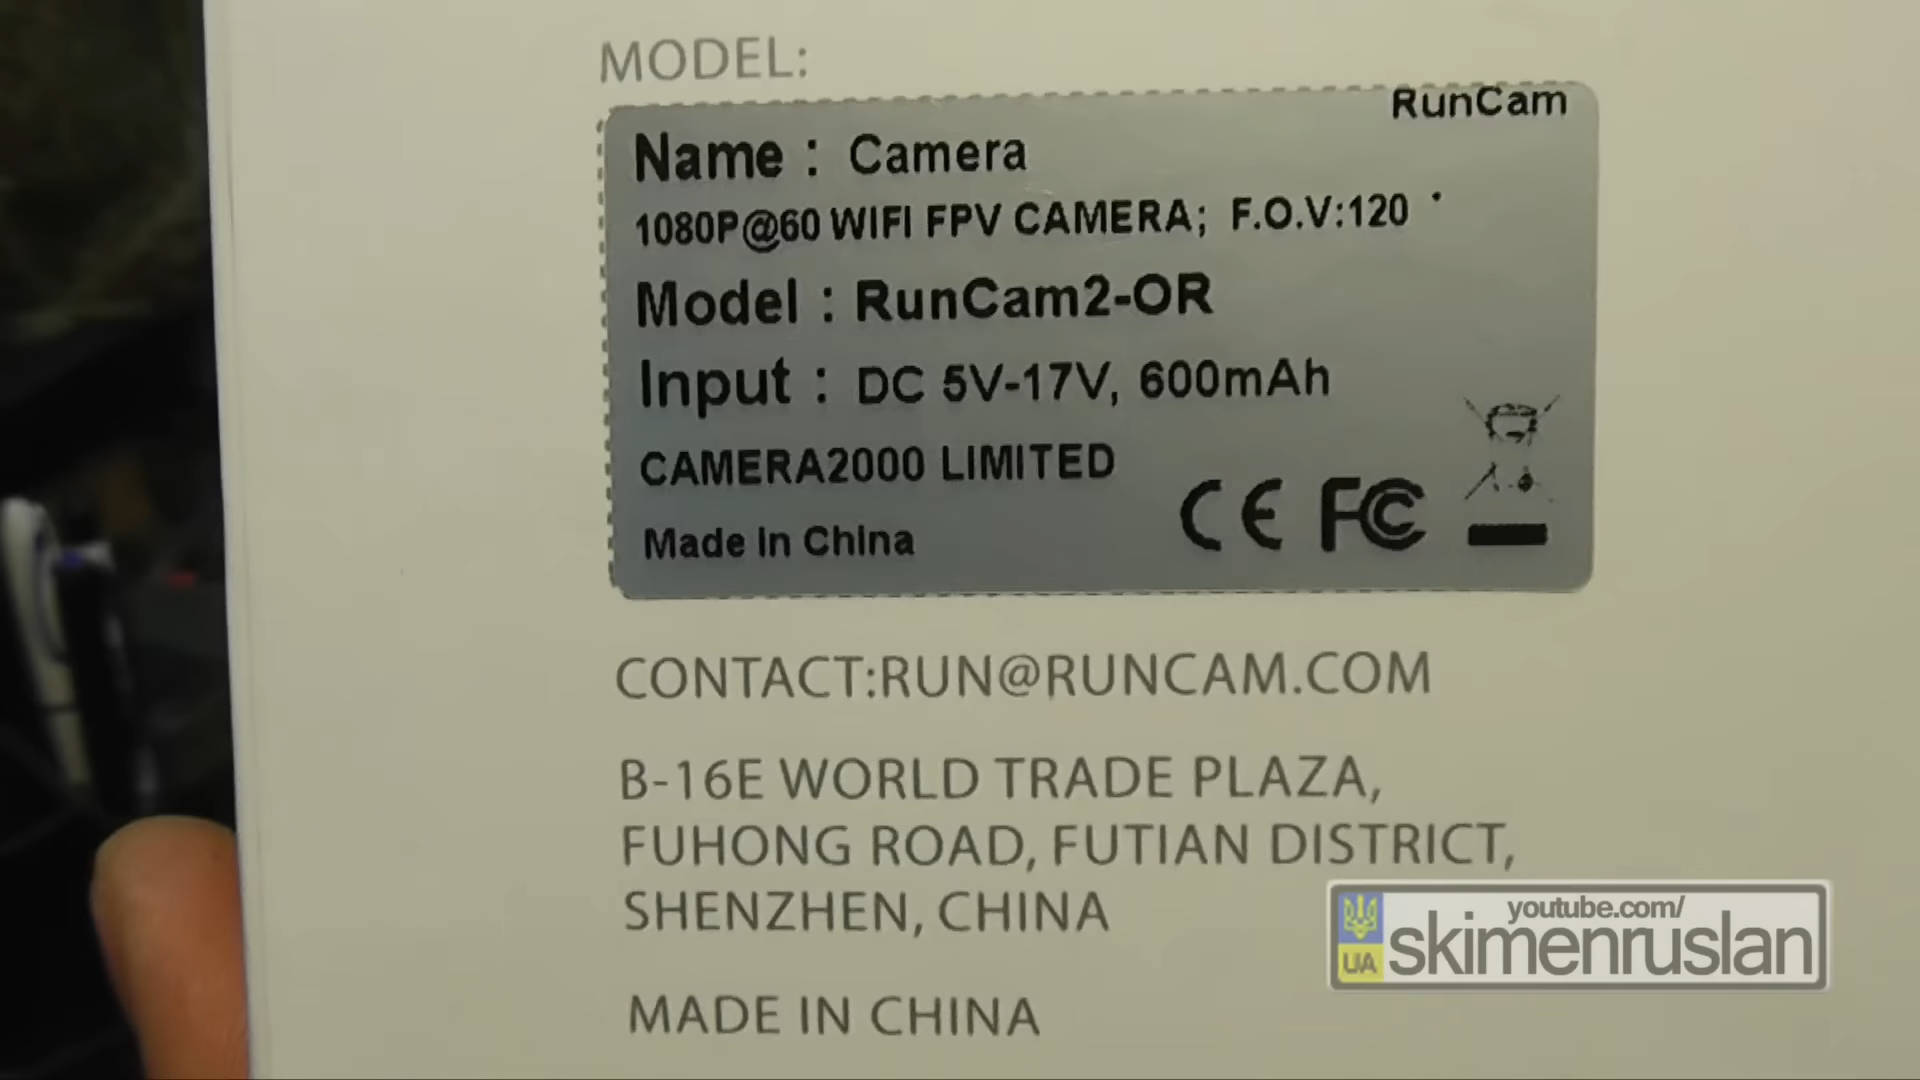 MODEL:
RunCam
Name : Camera
1080P@60 WIFI FPV CAMERA; F.O.V:120 °
Model : RunCam2-OR
Input : DC 5V-17V, 600mAh
CAMERA2000 LIMITED
Made in China
CE FC
CONTACT:RUN@RUNCAM.COM
B-16E WORLD TRADE PLAZA,
FUHONG ROAD, FUTIAN DISTRICT,
SHENZHEN, CHINA
MADE IN CHINA
youtube.com/
UA skimenruslan